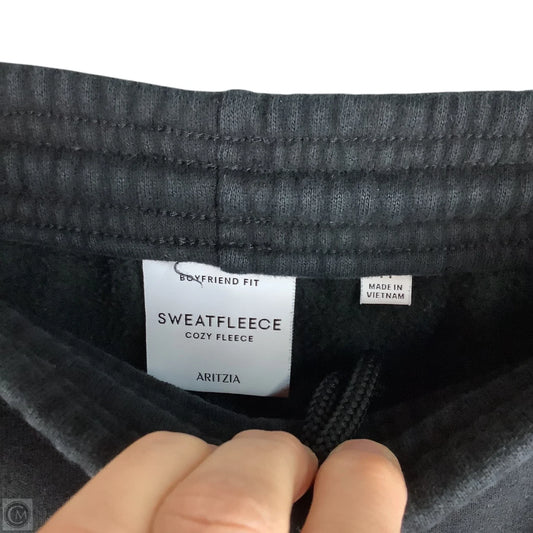 BOYFRIEND FIT
SWEATFLEECE
COZY FLEECE
ARITZIA
MADE IN
VIETNAM